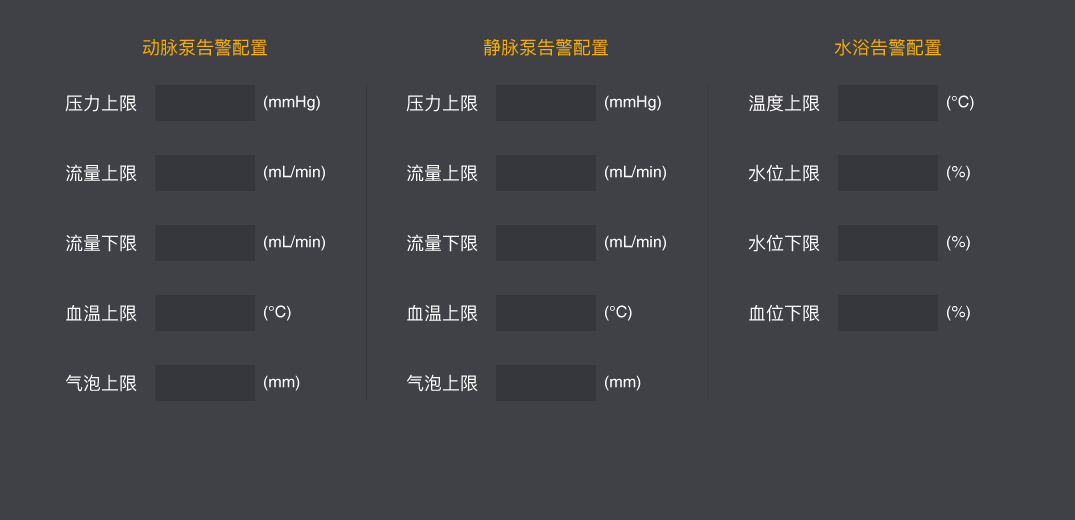 动脉泵告警配置
压力上限 (mmHg)
流量上限 (mL/min)
流量下限 (mL/min)
血温上限 (°C)
气泡上限 (mm)
静脉泵告警配置
压力上限 (mmHg)
流量上限 (mL/min)
流量下限 (mL/min)
血温上限 (°C)
气泡上限 (mm)
水浴告警配置
温度上限 (°C)
水位上限 (%)
水位下限 (%)
血位下限 (%)